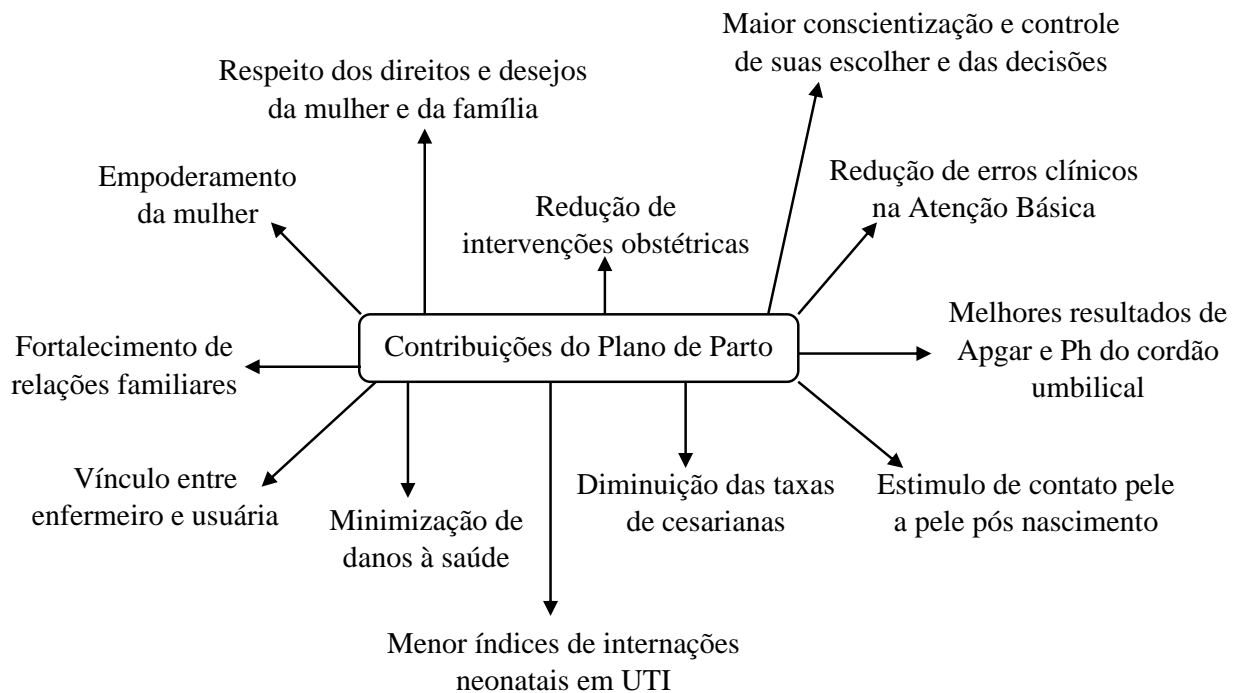 Maior conscientização e controle
de suas escolher e das decisões
Respeito dos direitos e desejos
da mulher e da família
Empoderamento
da mulher
Redução de
intervenções obstétricas
Redução de erros clínicos
na Atenção Básica
Contribuições do Plano de Parto
Melhores resultados de
Apgar e Ph do cordão
umbilical
Fortalecimento de
relações familiares
Vínculo entre
enfermeiro e usuária
Minimização de
danos à saúde
Diminuição das taxas
de cesarianas
Estimulo de contato pele
a pele pós nascimento
Menor índices de internações
neonatais em UTI